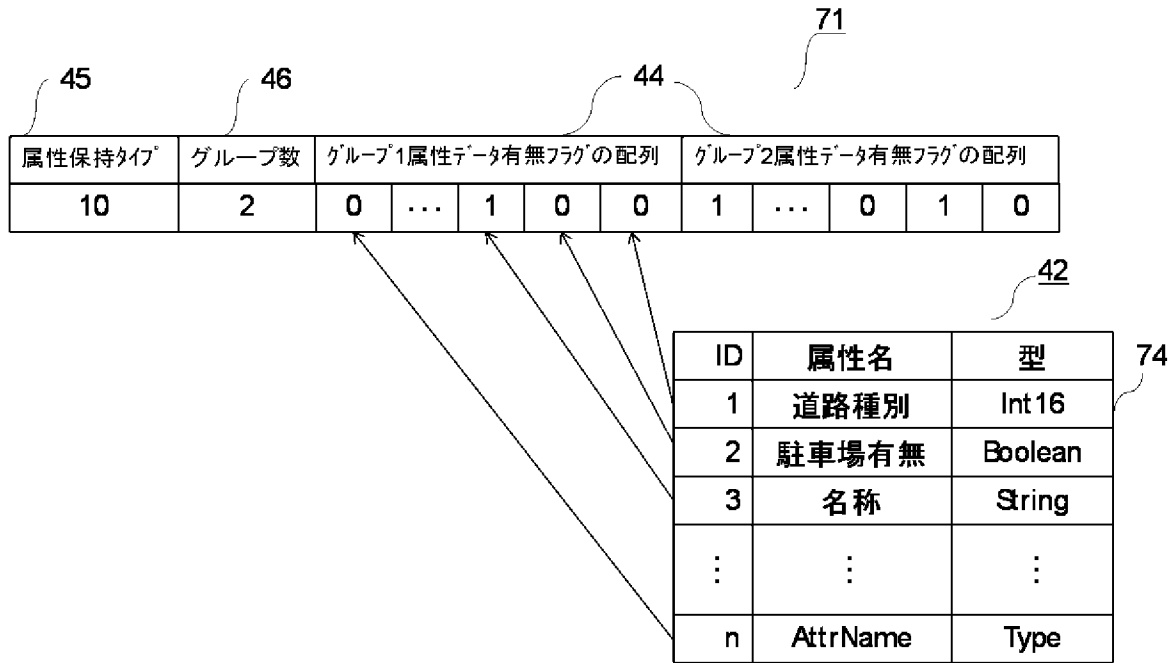 71
45 46 44
属性保持ﾀｲﾌﾟ グループ数 ｸﾞﾙｰﾌﾟ1属性ﾃﾞｰﾀ有無ﾌﾗｸﾞの配列 ｸﾞﾙｰﾌﾟ2属性ﾃﾞｰﾀ有無ﾌﾗｸﾞの配列
10 2 0 ⋯ 1 0 0 1 ⋯ 0 1 0
42
ID 属性名 型
74
1 道路種別 Int16
2 駐車場有無 Boolean
3 名称 String
⋮ ⋮ ⋮
n AttrName Type